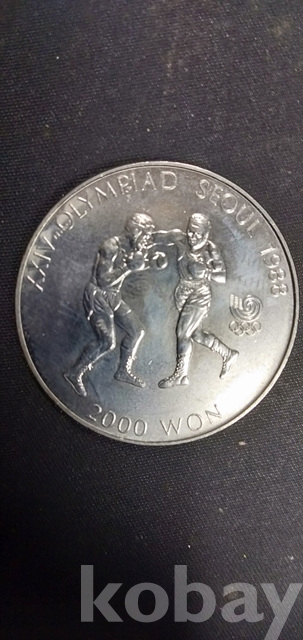 XXIV OLYMPIAD SEOUL 1988
2000 WON
kobay